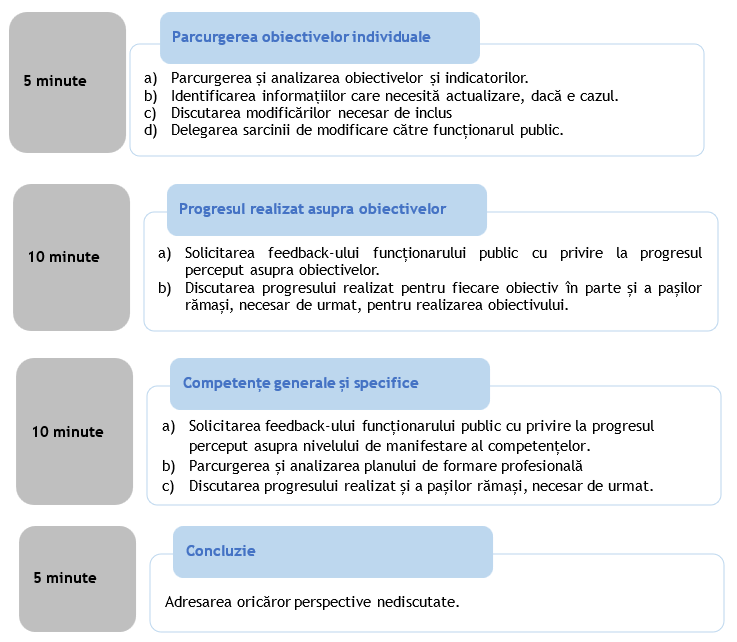 Parcurgerea obiectivelor individuale
5 minute
a) Parcurgerea și analizarea obiectivelor și indicatorilor.
b) Identificarea informațiilor care necesită actualizare, dacă e cazul.
c) Discutarea modificărilor necesar de inclus
d) Delegarea sarcinii de modificare către funcționarul public.
Progresul realizat asupra obiectivelor
10 minute
a) Solicitarea feedback-ului funcționarului public cu privire la progresul
perceput asupra obiectivelor.
b) Discutarea progresului realizat pentru fiecare obiectiv în parte și a pașilor
rămași, necesar de urmat, pentru realizarea obiectivului.
Competențe generale și specifice
10 minute
a) Solicitarea feedback-ului funcționarului public cu privire la progresul
perceput asupra nivelului de manifestare al competențelor.
b) Parcurgerea și analizarea planului de formare profesională
c) Discutarea progresului realizat și a pașilor rămași, necesar de urmat.
Concluzie
5 minute
Adresarea oricăror perspective nediscutate.